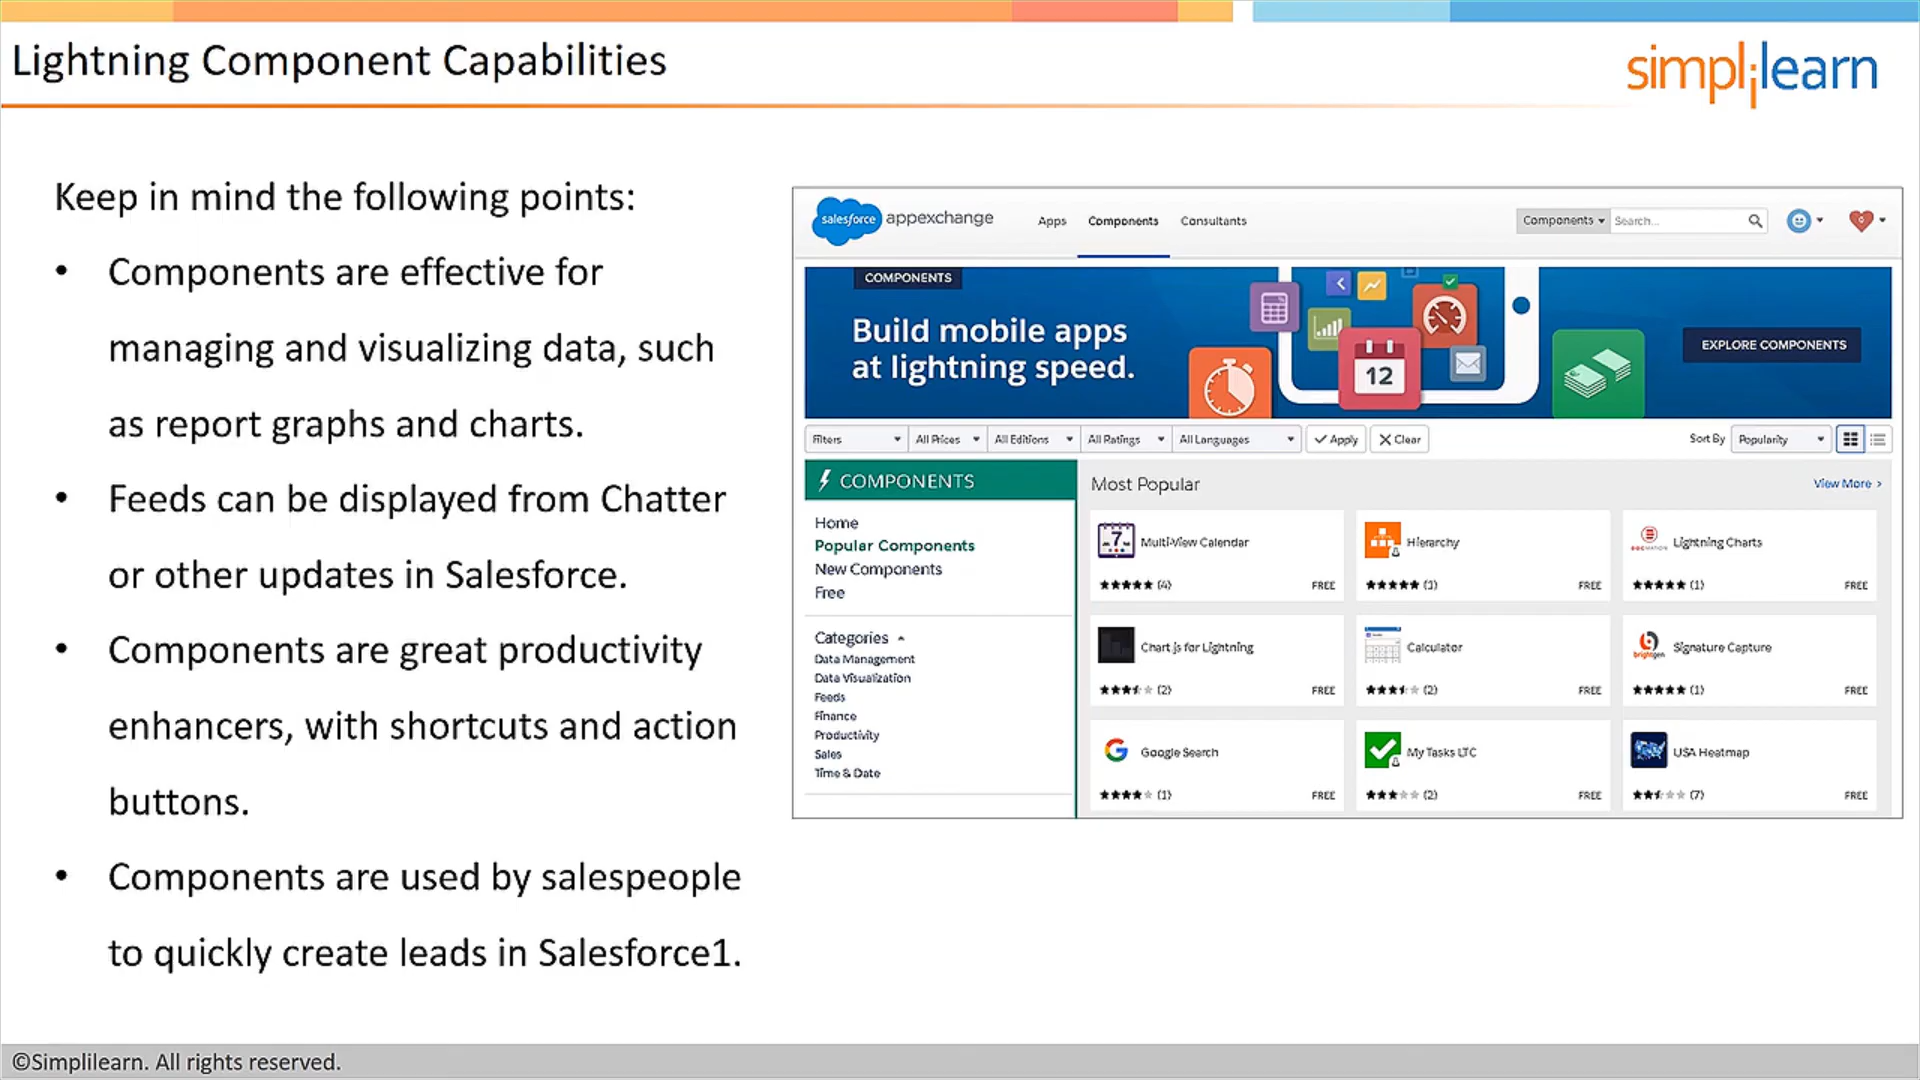 Lightning Component Capabilities
simplilearn
Keep in mind the following points:
• Components are effective for
managing and visualizing data, such
as report graphs and charts.
• Feeds can be displayed from Chatter
or other updates in Salesforce.
• Components are great productivity
enhancers, with shortcuts and action
buttons.
• Components are used by salespeople
to quickly create leads in Salesforce1.
salesforce appexchange Apps Components Consultants Components Search...
COMPONENTS
Build mobile apps
at lightning speed.
12
EXPLORE COMPONENTS
Filters All Prices All Editions All Ratings All Languages Apply Clear Sort By Popularity
COMPONENTS
Home
Popular Components
New Components
Free
Categories
Data Management
Data Visualization
Feeds
Finance
Productivity
Sales
Time & Date
Most Popular View More >
7 Multi-View Calendar Hierarchy Lightning Charts
(4) FREE (1) FREE (1) FREE
Chart js for Lightning Calculator brightgen Signature Capture
(2) FREE (2) FREE (1) FREE
G Google Search My Tasks LTC USA Heatmap
(1) FREE (2) FREE (7) FREE
©Simplilearn. All rights reserved.